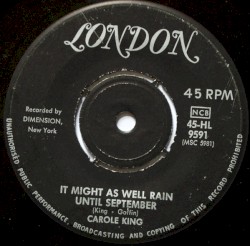 LONDON
45 RPM
Recorded by
DIMENSION,
New York
NCB
45-HL
9591
(MSC 5981)
IT MIGHT AS WELL RAIN
UNTIL SEPTEMBER
(King - Goffin)
CAROLE KING
UNAUTHORISED PUBLIC PERFORMANCE, BROADCASTING AND COPYING OF THIS RECORD PROHIBITED